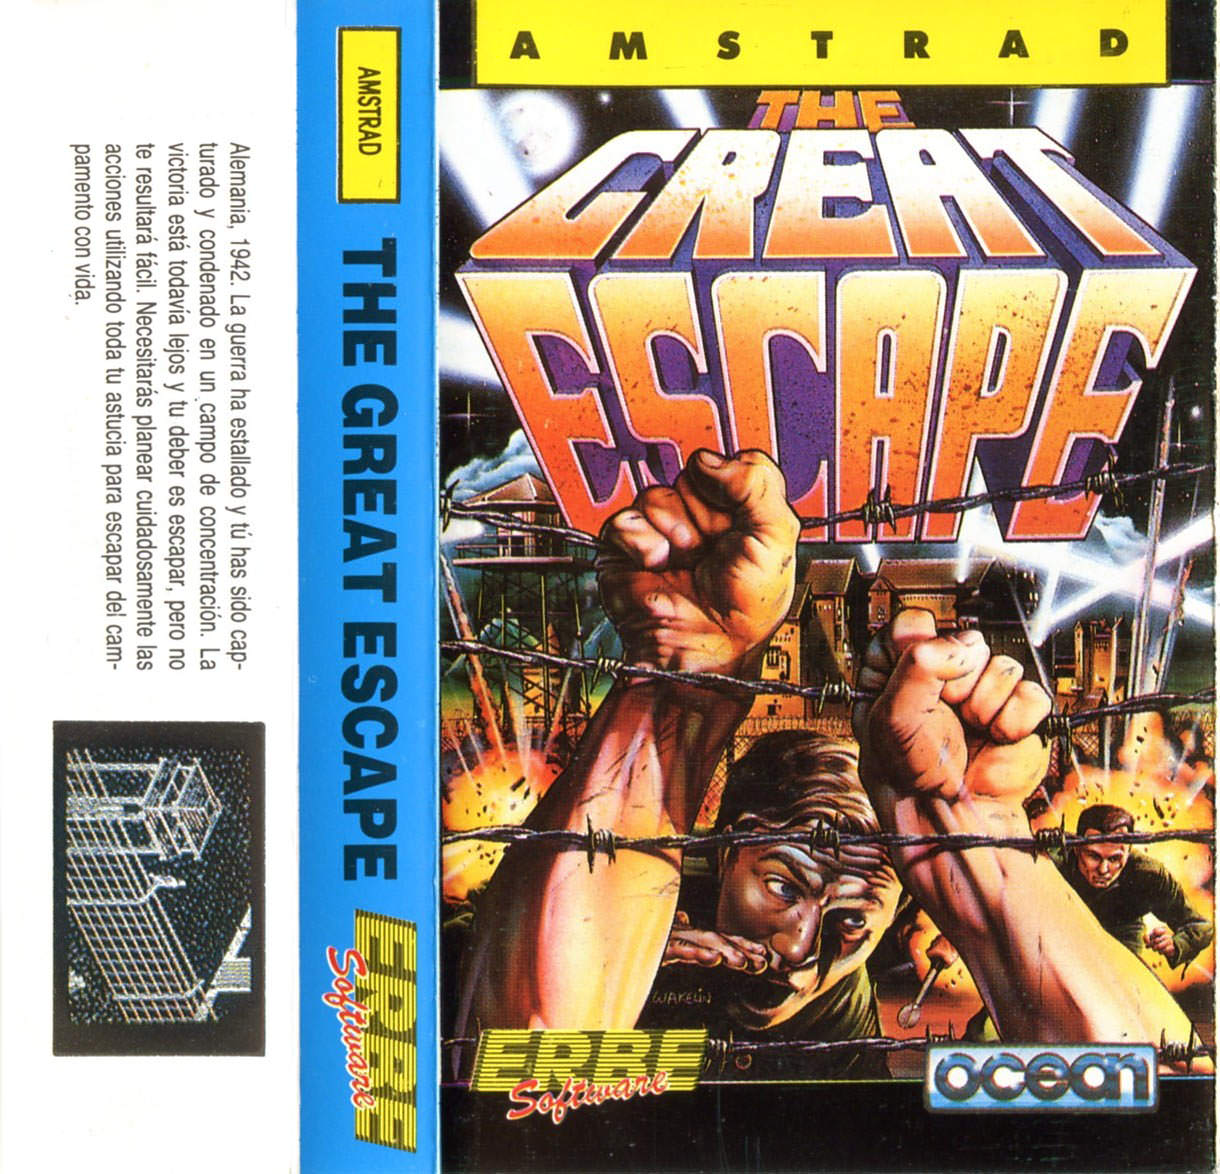 Alemania, 1942. La guerra ha estallado y tú has sido cap-
turado y condenado en un campo de concentración. La
victoria está todavía lejos y tu deber es escapar, pero no
te resultará fácil. Necesitarás planear cuidadosamente las
acciones utilizando toda tu astucia para escapar del cam-
pamento con vida.
AMSTRAD
THE GREAT ESCAPE
ERBE
Software
AMSTRAD
THE
GREAT
ESCAPE
WAKELIN
ERBE
Software
ocean